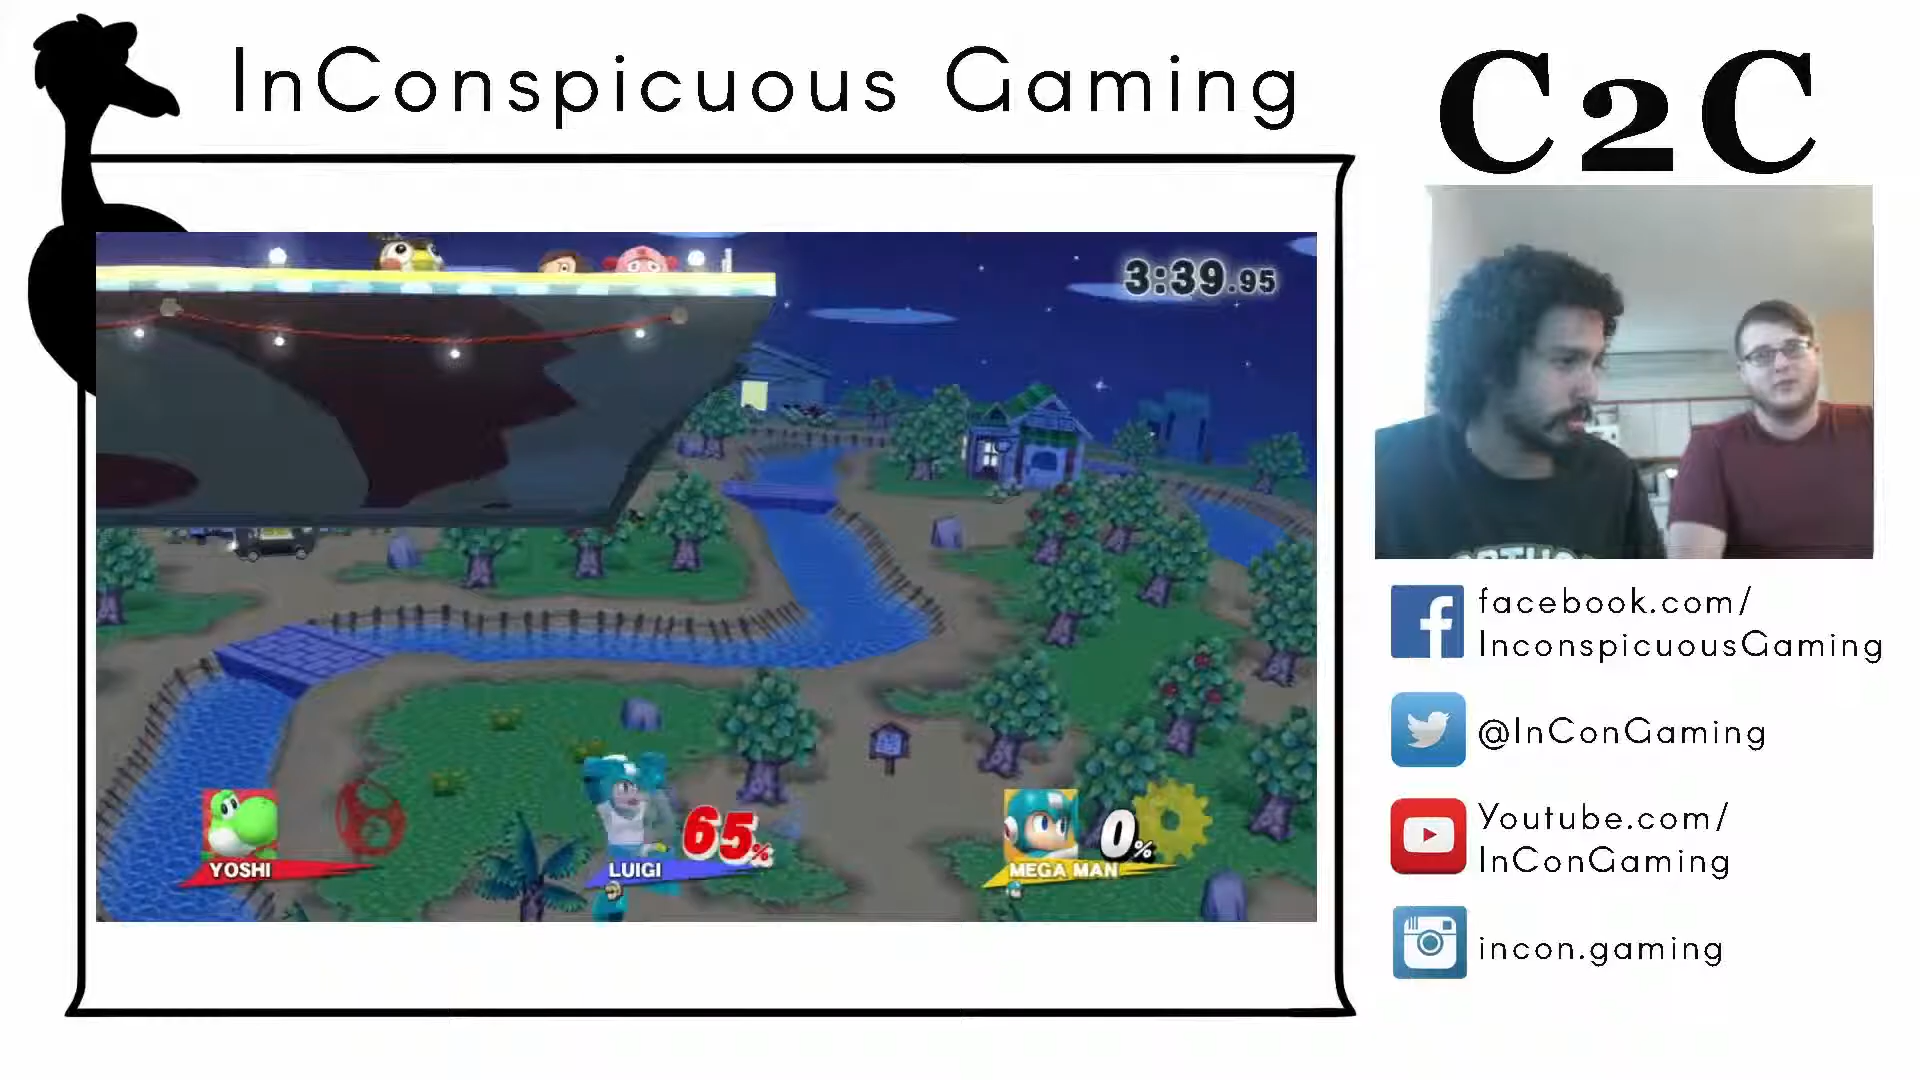 InConspicuous Gaming
C2C
3:39.95
YOSHI
LUIGI
65%
MEGA MAN
0%
facebook.com/
InconspicuousGaming
@InConGaming
Youtube.com/
InConGaming
incon.gaming